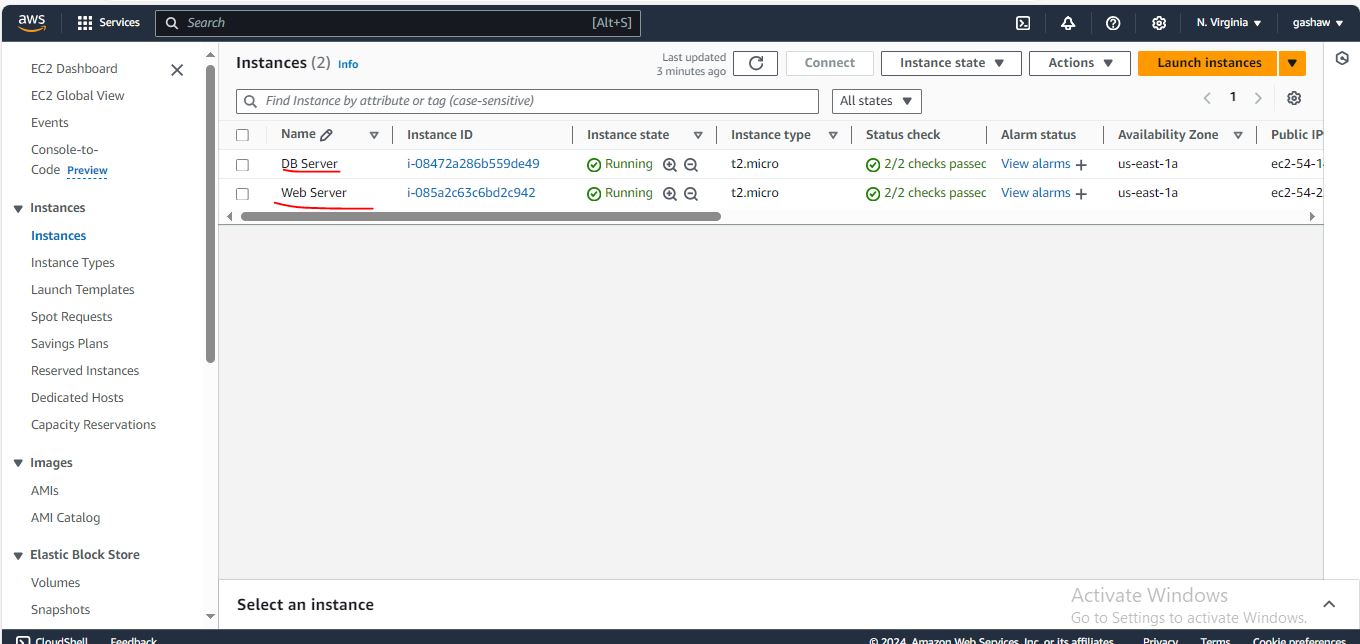 aws Services Search [Alt+S] N. Virginia gashaw
EC2 Dashboard
EC2 Global View
Events
Console-to-
Code Preview
Instances
Instances
Instance Types
Launch Templates
Spot Requests
Savings Plans
Reserved Instances
Dedicated Hosts
Capacity Reservations
Images
AMIs
AMI Catalog
Elastic Block Store
Volumes
Snapshots
Instances (2) Info
Last updated
3 minutes ago
Connect Instance state Actions Launch instances
Find Instance by attribute or tag (case-sensitive) All states 1
Name Instance ID Instance state Instance type Status check Alarm status Availability Zone Public IP
DB Server i-08472a286b559de49 Running t2.micro 2/2 checks passed View alarms + us-east-1a ec2-54-1
Web Server i-085a2c63c6bd2c942 Running t2.micro 2/2 checks passed View alarms + us-east-1a ec2-54-2
Select an instance
Activate Windows
Go to Settings to activate Windows.
CloudShell Feedback © 2024, Amazon Web Services, Inc. or its affiliates. Privacy Terms Cookie preferences